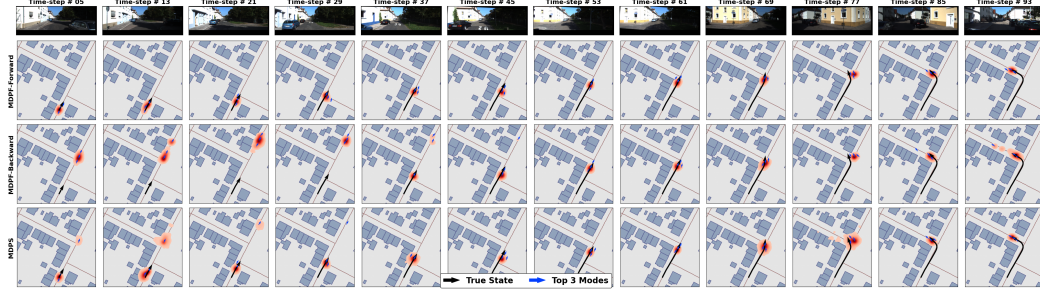 Time-step # 05 Time-step # 13 Time-step # 21 Time-step # 29 Time-step # 37 Time-step # 45 Time-step # 53 Time-step # 61 Time-step # 69 Time-step # 77 Time-step # 85 Time-step # 93
MDPF-Forward
MDPF-Backward
MDPS
True State Top 3 Modes